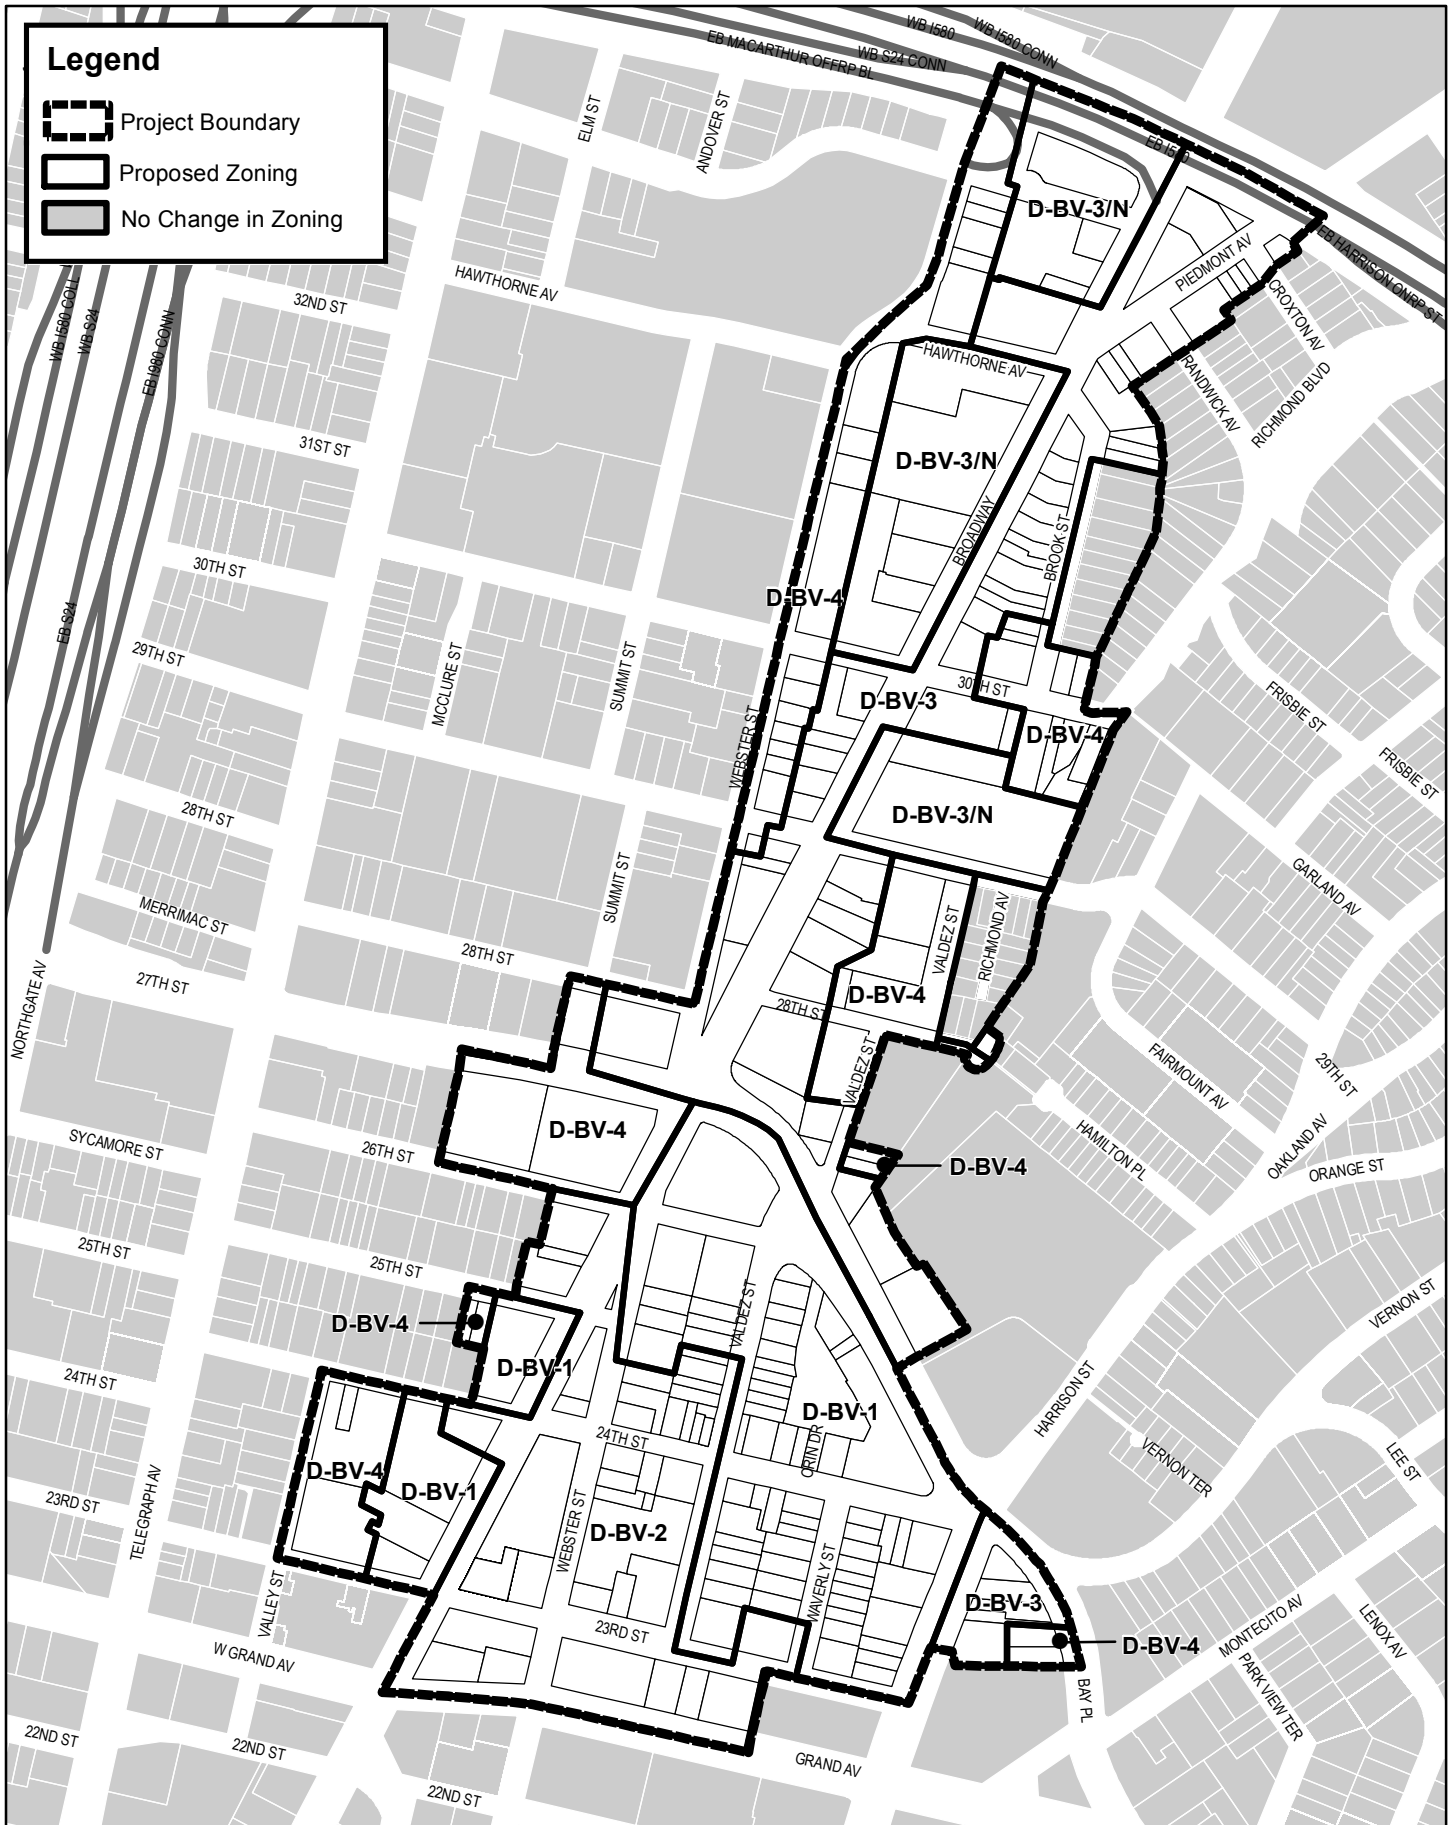 Legend
Project Boundary
Proposed Zoning
No Change in Zoning
WB I580
WB I580 CONN
WB S24 CONN
EB MACARTHUR OFFRP BL
EB I580
EB HARRISON ONRP ST
ELM ST
ANDOVER ST
D-BV-3/N
PIEDMONT AV
CROXTON AV
RANDWICK AV
RICHMOND BLVD
HAWTHORNE AV
32ND ST
WB I580 COLL
WB S24
EB I980 CONN
HAWTHORNE AV
31ST ST
D-BV-3/N
BROADWAY
BROOK ST
30TH ST
EB S24
D-BV-4
29TH ST
MCCLURE ST
SUMMIT ST
WEBSTER ST
30TH ST
D-BV-3
D-BV-4
FRISBIE ST
FRISBIE ST
28TH ST
D-BV-3/N
GARLAND AV
SUMMIT ST
MERRIMAC ST
28TH ST
27TH ST
NORTHGATE AV
VALDEZ ST
RICHMOND AV
D-BV-4
28TH ST
VALDEZ ST
29TH ST
FAIRMOUNT AV
HAMILTON PL
OAKLAND AV
ORANGE ST
SYCAMORE ST
26TH ST
D-BV-4
D-BV-4
25TH ST
25TH ST
VALDEZ ST
VERNON ST
D-BV-4
D-BV-1
24TH ST
HARRISON ST
D-BV-1
ORIN DR
24TH ST
VERNON TER
LEE ST
D-BV-4
D-BV-1
23RD ST
TELEGRAPH AV
WEBSTER ST
D-BV-2
WAVERLY ST
D-BV-3
D-BV-4
VALLEY ST
23RD ST
MONTECITO AV
LENOX AV
PARK VIEW TER
BAY PL
W GRAND AV
22ND ST
22ND ST
22ND ST
GRAND AV